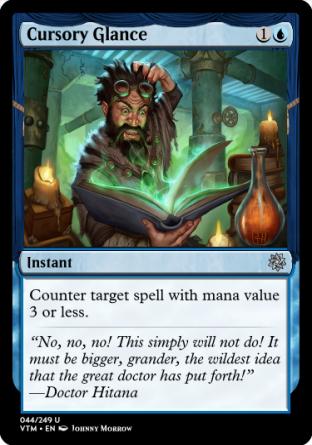 Cursory Glance 1
Instant
Counter target spell with mana value
3 or less.
“No, no, no! This simply will not do! It
must be bigger, grander, the wildest idea
that the great doctor has put forth!”
—Doctor Hitana
044/249 U
VTM • EN Johnny Morrow